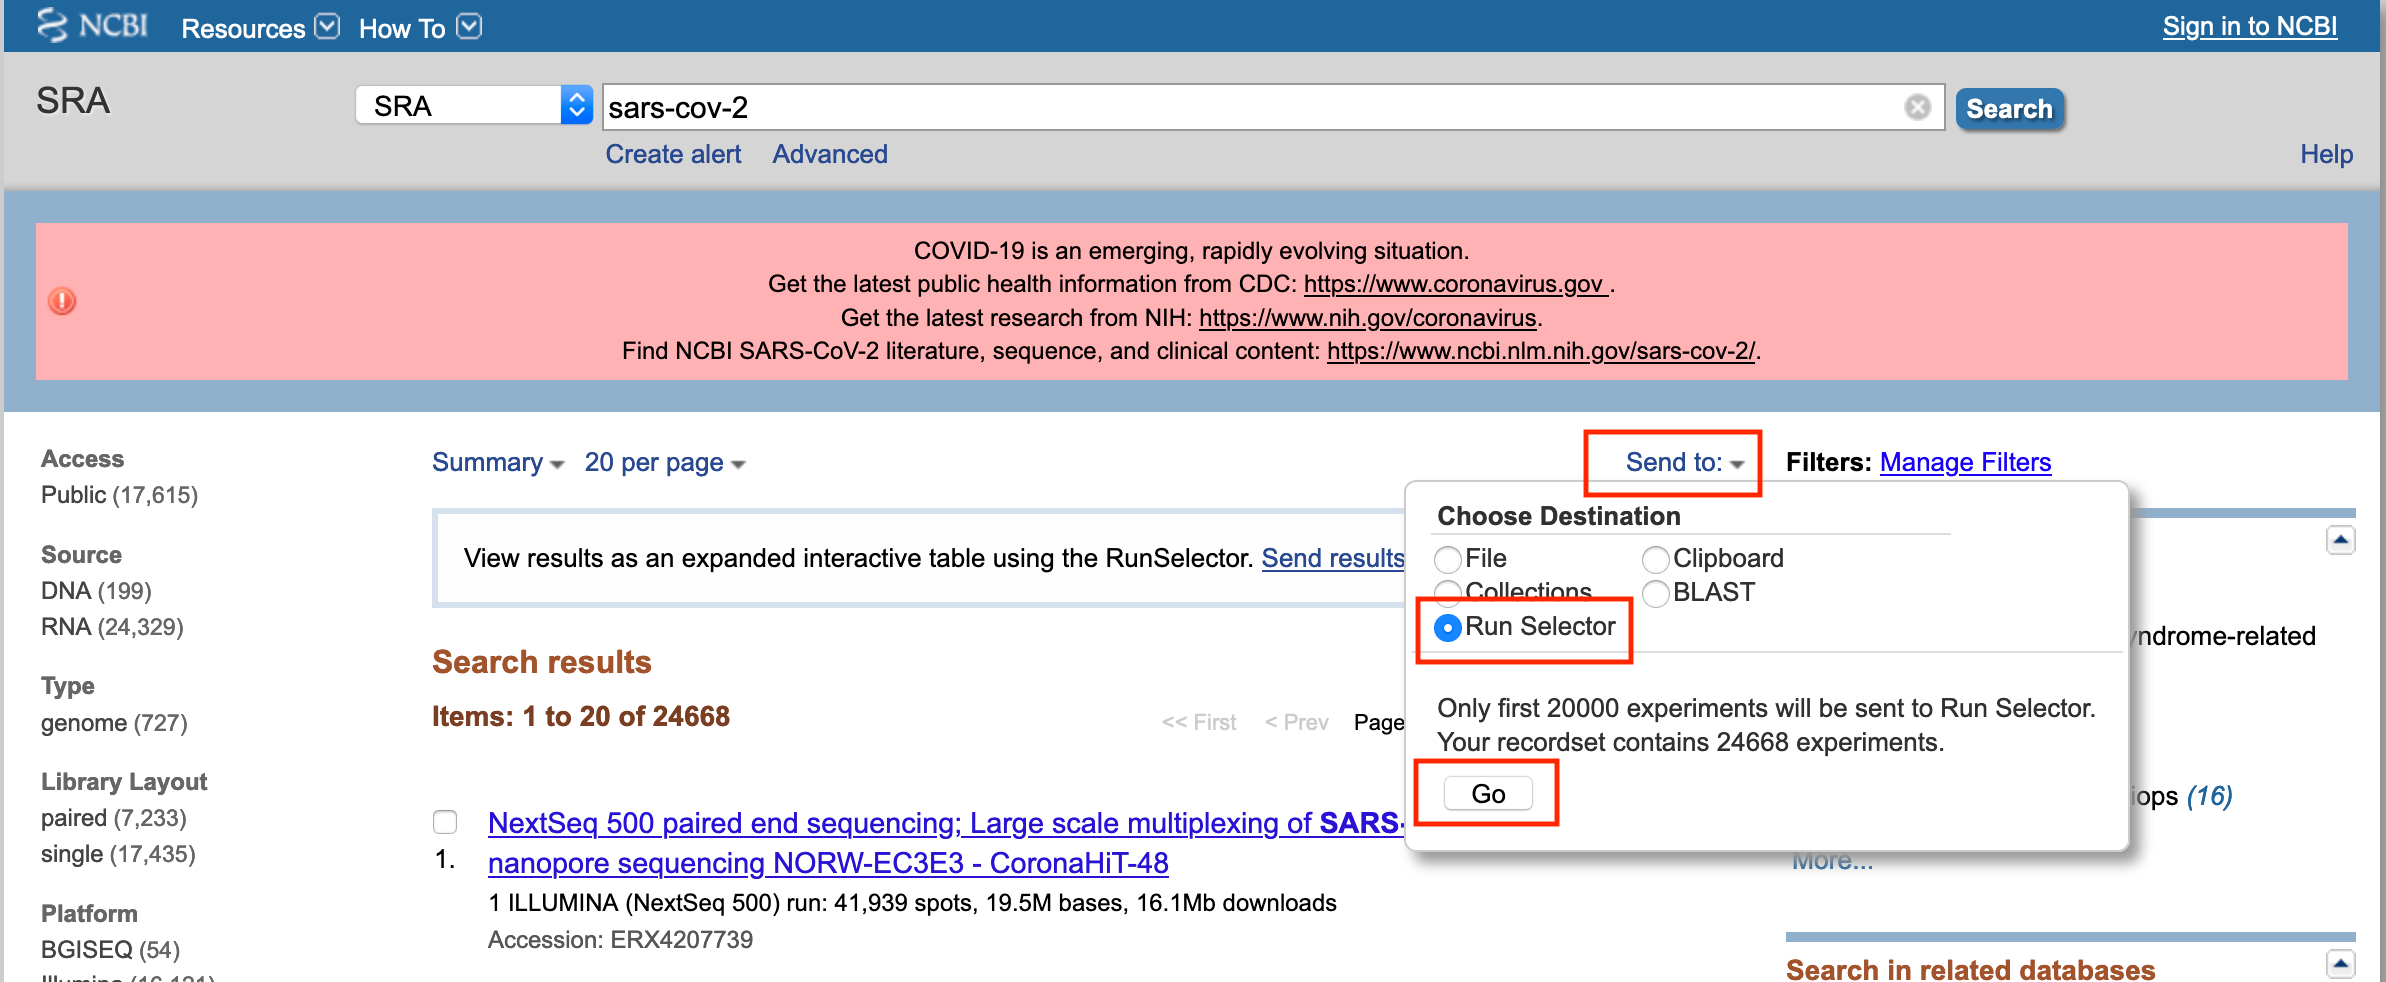 NCBI Resources How To Sign in to NCBI
SRA SRA sars-cov-2 Search
Create alert Advanced Help
COVID-19 is an emerging, rapidly evolving situation.
Get the latest public health information from CDC: https://www.coronavirus.gov .
Get the latest research from NIH: https://www.nih.gov/coronavirus.
Find NCBI SARS-CoV-2 literature, sequence, and clinical content: https://www.ncbi.nlm.nih.gov/sars-cov-2/.
Access
Public (17,615)
Source
DNA (199)
RNA (24,329)
Type
genome (727)
Library Layout
paired (7,233)
single (17,435)
Platform
BGISEQ (54)
Summary 20 per page Send to: Filters: Manage Filters
View results as an expanded interactive table using the RunSelector. Send results
Search results
Items: 1 to 20 of 24668
<< First < Prev Page
1. NextSeq 500 paired end sequencing; Large scale multiplexing of SARS-
nanopore sequencing NORW-EC3E3 - CoronaHiT-48
1 ILLUMINA (NextSeq 500) run: 41,939 spots, 19.5M bases, 16.1Mb downloads
Accession: ERX4207739
Choose Destination
File Clipboard
Collections BLAST
Run Selector
Only first 20000 experiments will be sent to Run Selector.
Your recordset contains 24668 experiments.
Go
yndrome-related
iops (16)
More...
Search in related databases